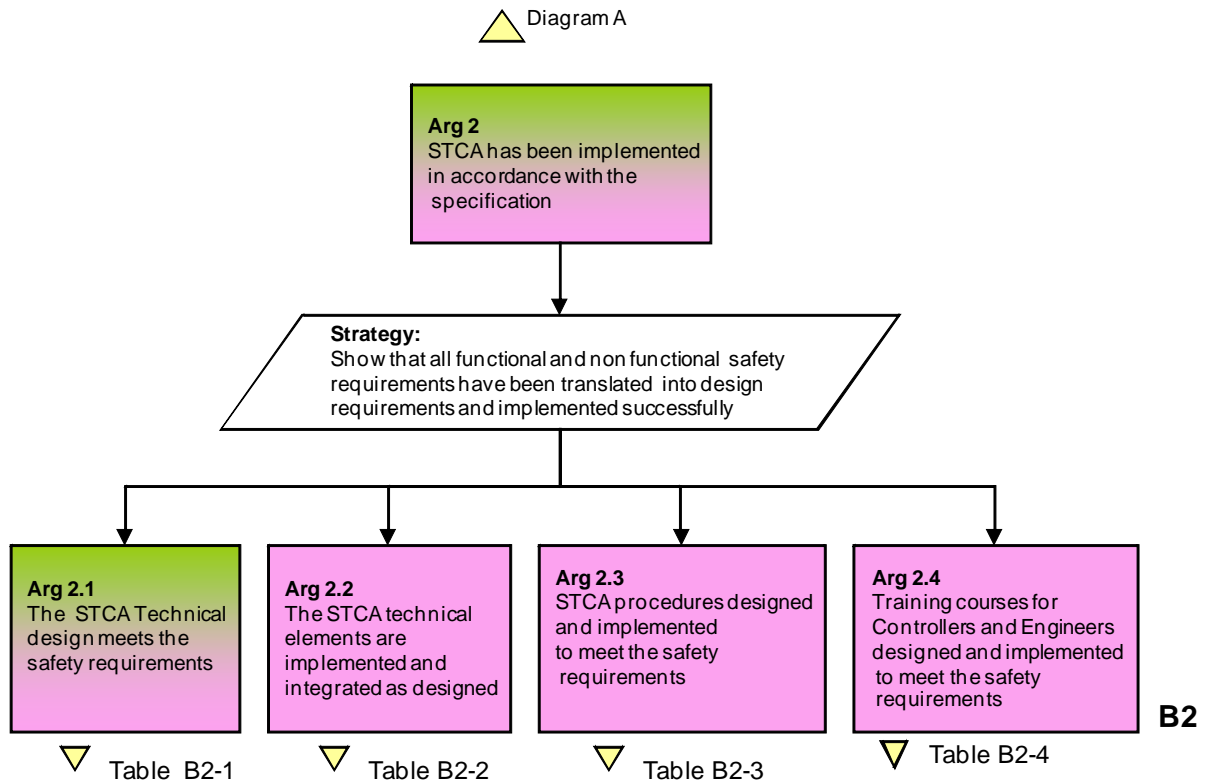 Diagram A
Arg 2
STCA has been implemented
in accordance with the
specification
Strategy:
Show that all functional and non functional safety
requirements have been translated into design
requirements and implemented successfully
Arg 2.1
The STCA Technical
design meets the
safety requirements
Arg 2.2
The STCA technical
elements are
implemented and
integrated as designed
Arg 2.3
STCA procedures designed
and implemented
to meet the safety
requirements
Arg 2.4
Training courses for
Controllers and Engineers
designed and implemented
to meet the safety
requirements
B2
Table B2-1
Table B2-2
Table B2-3
Table B2-4